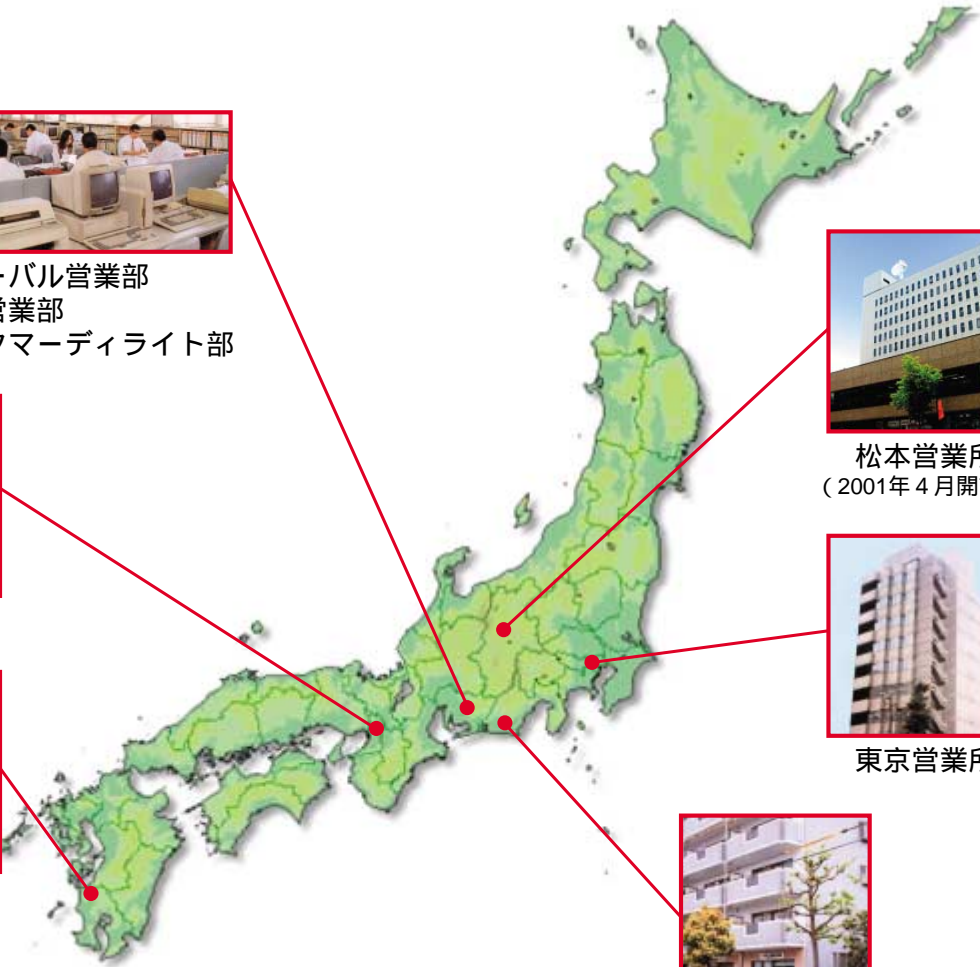 ーバル営業部
営業部
クマーディライト部
松本営業所
（2001年４月開
東京営業所